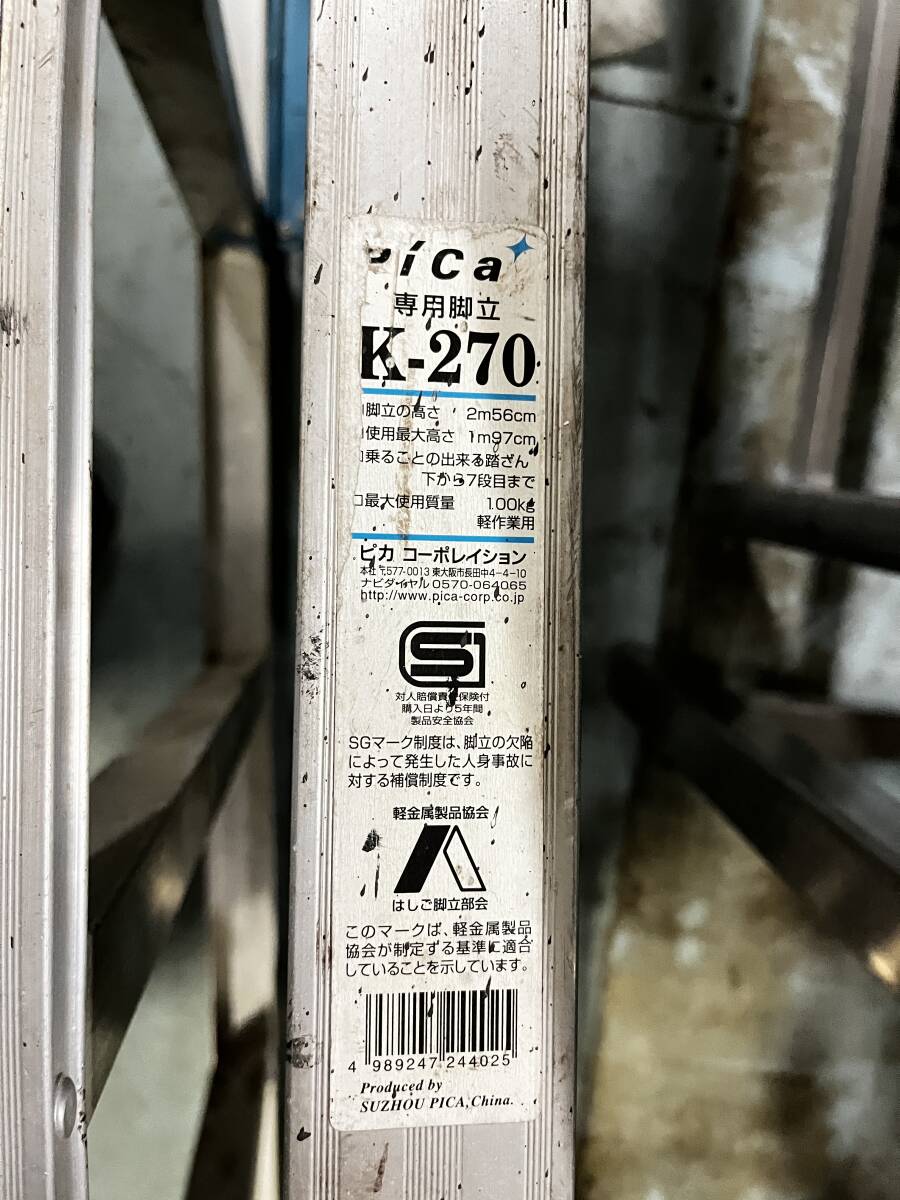 Pica
専用脚立
K-270
□脚立の高さ 2m56cm
□使用最大高さ 1m97cm
□乗ることの出来る踏ざん
下から7段目まで
□最大使用質量 100kg
軽作業用
ピカ コーポレイション
本社 〒577-0013 東大阪市長田中4-4-10
ナビダイヤル 0570-064065
http://www.pica-corp.co.jp
SG
対人賠償責任保険付
購入日より5年間
製品安全協会
SGマーク制度は、脚立の欠陥
によって発生した人身事故に
対する補償制度です。
軽金属製品協会
はしご脚立部会
このマークは、軽金属製品
協会が制定する基準に適合
していることを示しています。
4 989247 244025
Produced by
SUZHOU PICA, China.